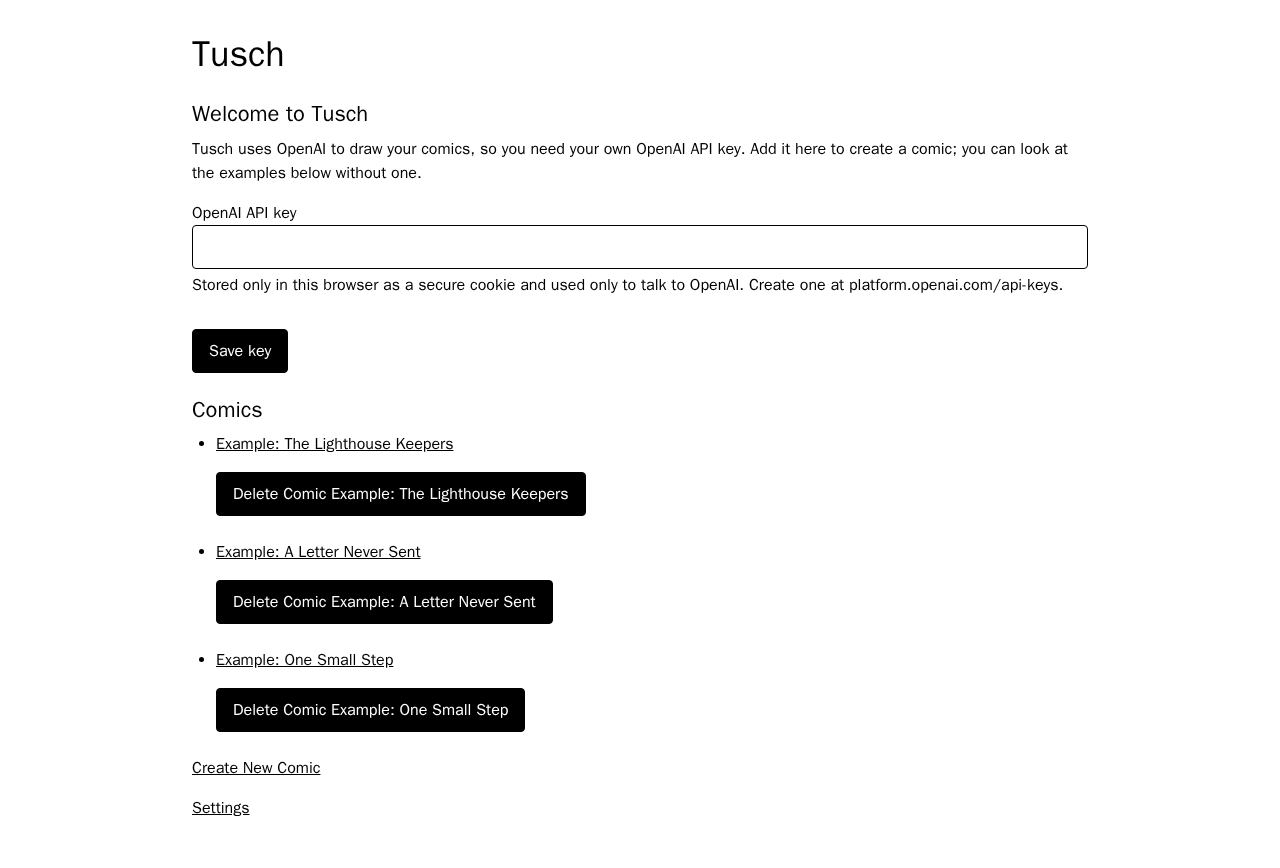 Tusch
Welcome to Tusch
Tusch uses OpenAI to draw your comics, so you need your own OpenAI API key. Add it here to create a comic; you can look at
the examples below without one.
OpenAI API key
Stored only in this browser as a secure cookie and used only to talk to OpenAI. Create one at platform.openai.com/api-keys.
Save key
Comics
Example: The Lighthouse Keepers
Delete Comic Example: The Lighthouse Keepers
Example: A Letter Never Sent
Delete Comic Example: A Letter Never Sent
Example: One Small Step
Delete Comic Example: One Small Step
Create New Comic
Settings